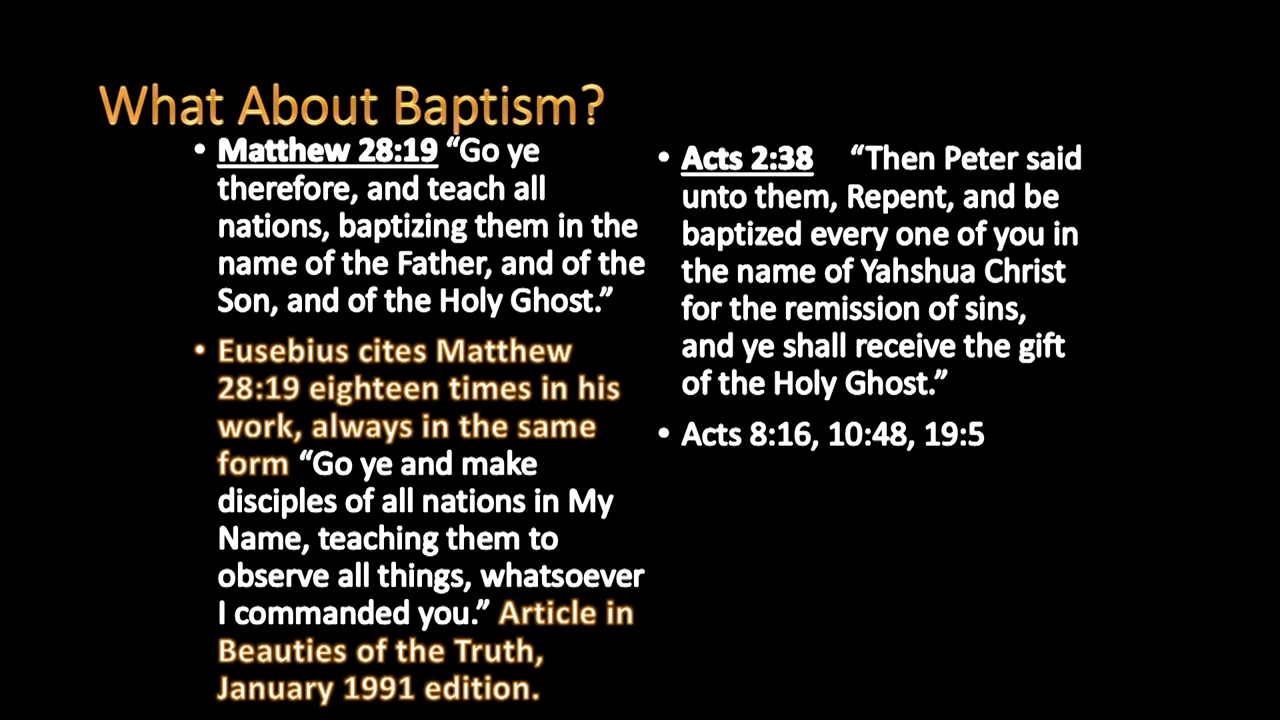 What About Baptism?
• Matthew 28:19 “Go ye
therefore, and teach all
nations, baptizing them in the
name of the Father, and of the
Son, and of the Holy Ghost.”
• Eusebius cites Matthew
28:19 eighteen times in his
work, always in the same
form “Go ye and make
disciples of all nations in My
Name, teaching them to
observe all things, whatsoever
I commanded you.” Article in
Beauties of the Truth,
January 1991 edition.
• Acts 2:38 “Then Peter said
unto them, Repent, and be
baptized every one of you in
the name of Yahshua Christ
for the remission of sins,
and ye shall receive the gift
of the Holy Ghost.”
• Acts 8:16, 10:48, 19:5